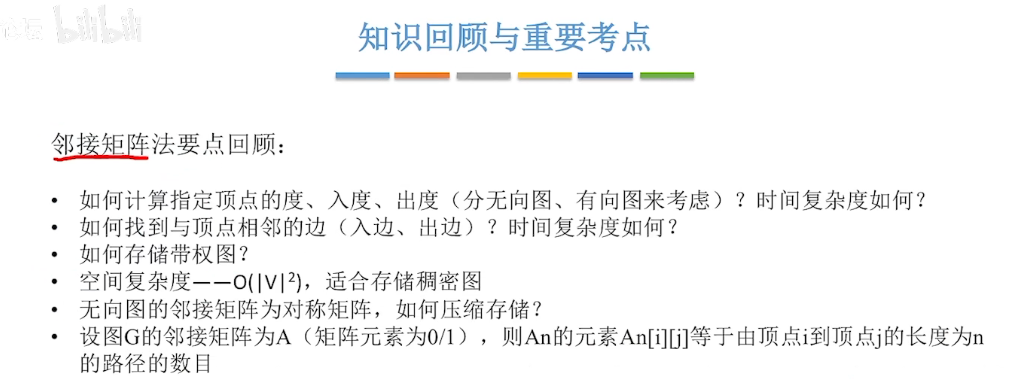 bilibili
知识回顾与重要考点
邻接矩阵法要点回顾：
• 如何计算指定顶点的度、入度、出度（分无向图、有向图来考虑）？时间复杂度如何？
• 如何找到与顶点相邻的边（入边、出边）？时间复杂度如何？
• 如何存储带权图？
• 空间复杂度——O(|V|²)，适合存储稠密图
• 无向图的邻接矩阵为对称矩阵，如何压缩存储？
• 设图G的邻接矩阵为A（矩阵元素为0/1），则An的元素An[i][j]等于由顶点i到顶点j的长度为n
的路径的数目